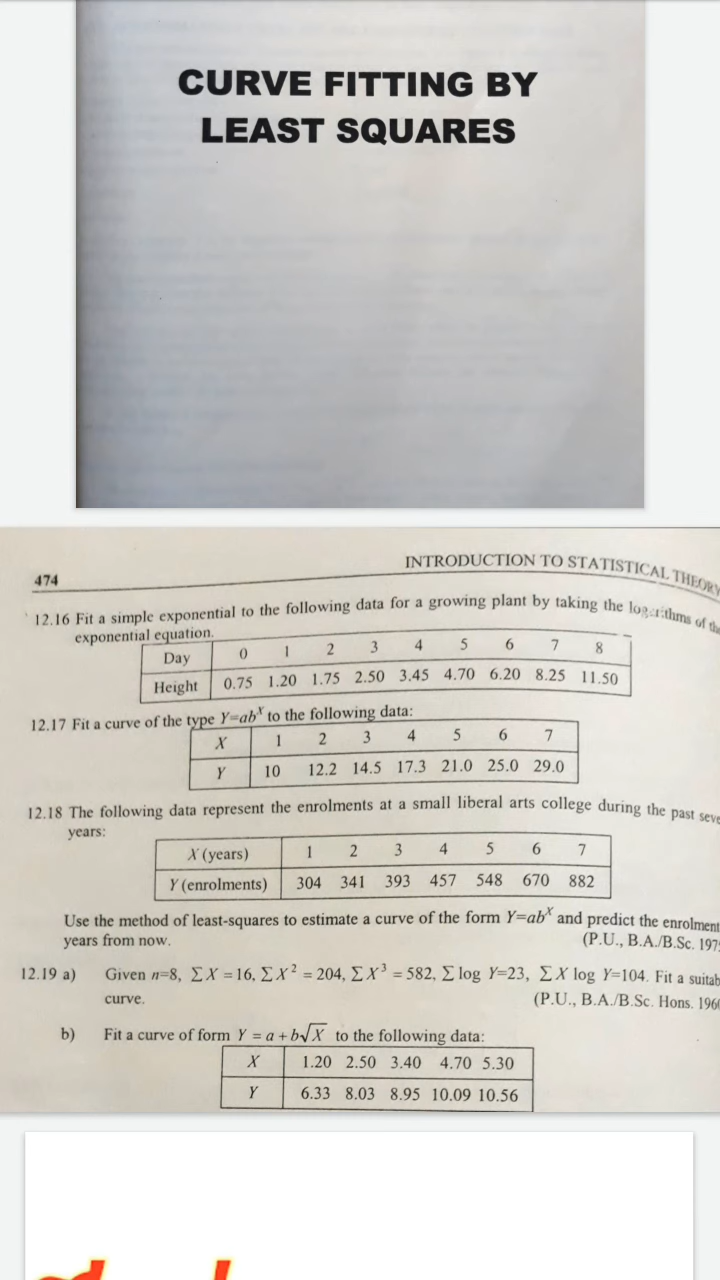 CURVE FITTING BY
LEAST SQUARES
474
INTRODUCTION TO STATISTICAL THEORY
12.16 Fit a simple exponential to the following data for a growing plant by taking the logarithms of the
exponential equation.
Day 0 1 2 3 4 5 6 7 8
Height 0.75 1.20 1.75 2.50 3.45 4.70 6.20 8.25 11.50
12.17 Fit a curve of the type Y=ab^X to the following data:
X 1 2 3 4 5 6 7
Y 10 12.2 14.5 17.3 21.0 25.0 29.0
12.18 The following data represent the enrolments at a small liberal arts college during the past seve
years:
X (years) 1 2 3 4 5 6 7
Y (enrolments) 304 341 393 457 548 670 882
Use the method of least-squares to estimate a curve of the form Y=ab^X and predict the enrolment
years from now. (P.U., B.A./B.Sc. 197
12.19 a) Given n=8, ∑X = 16, ∑X² = 204, ∑X³ = 582, ∑ log Y=23, ∑X log Y=104. Fit a suitab
curve. (P.U., B.A./B.Sc. Hons. 196
b) Fit a curve of form Y = a + b√X to the following data:
X 1.20 2.50 3.40 4.70 5.30
Y 6.33 8.03 8.95 10.09 10.56